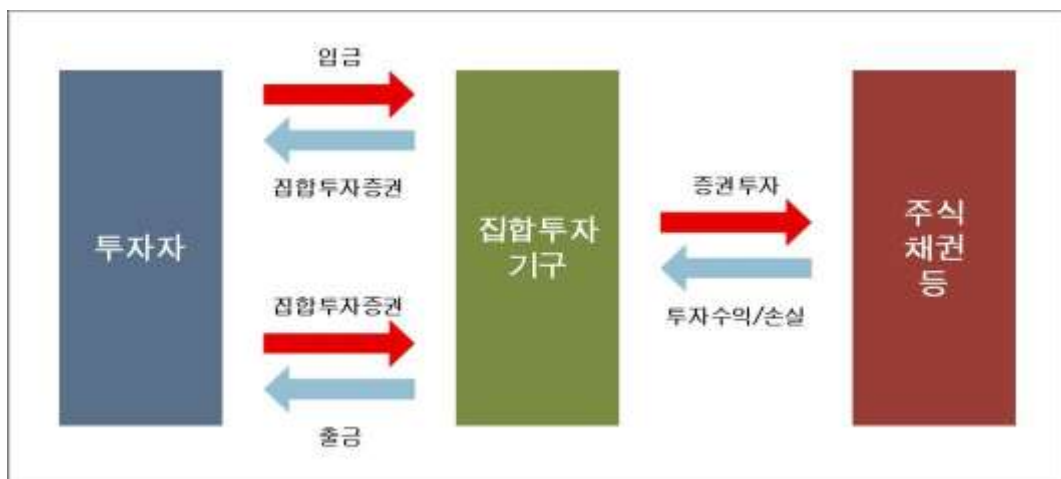 입금
집합투자증권
투자자
집합투자증권
출금
집합투자
기구
증권투자
투자수익/손실
주식
채권
등